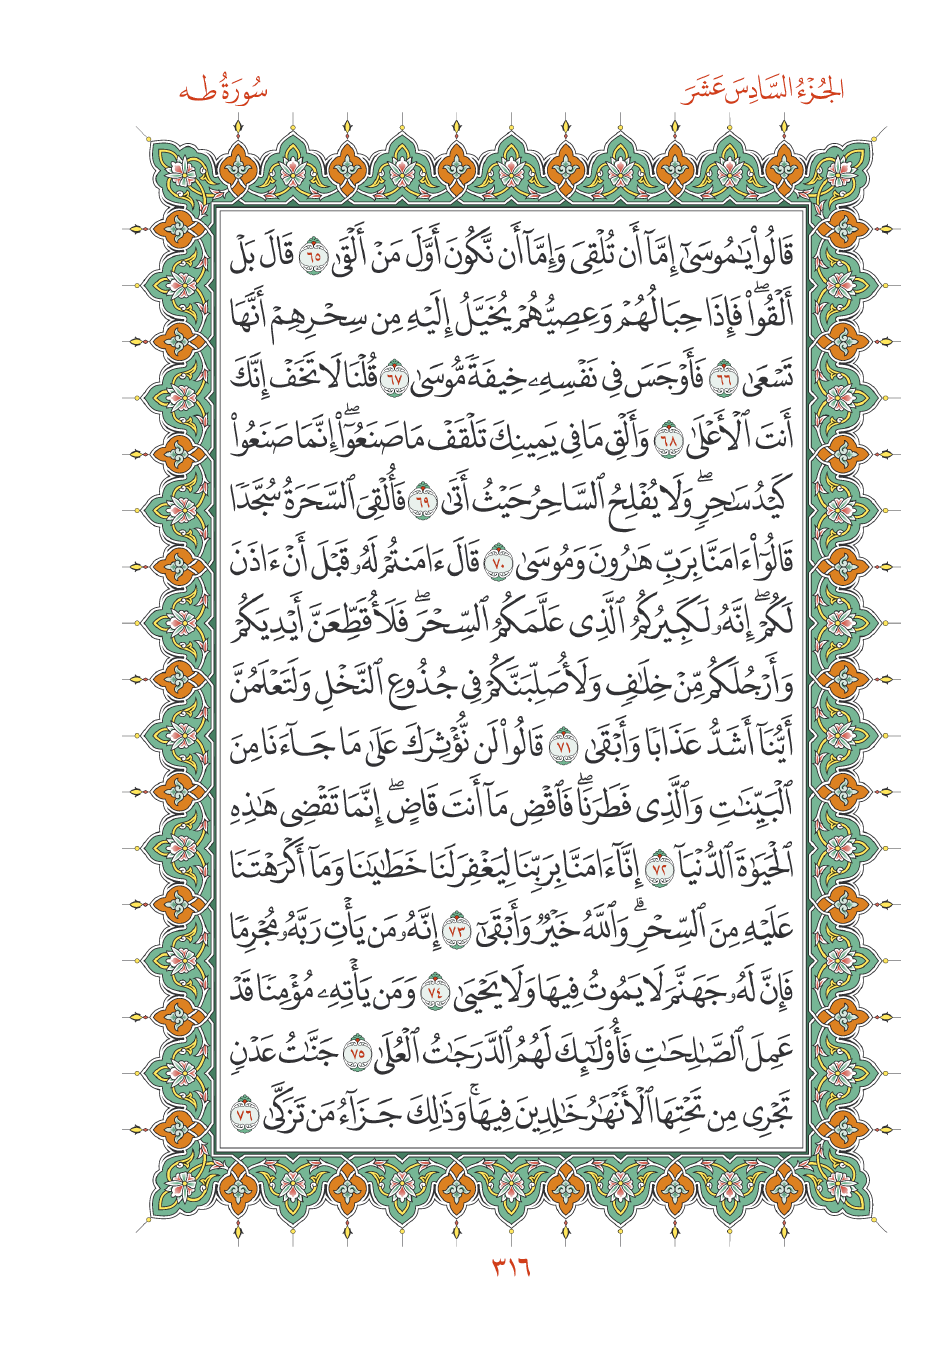 الجُزْءُ السَّادِسَ عَشَرَ
سُورَةُ طه
قَالُوا۟ يَـٰمُوسَىٰٓ إِمَّآ أَن تُلْقِىَ وَإِمَّآ أَن نَّكُونَ أَوَّلَ مَنْ أَلْقَىٰ ٦٥ قَالَ بَلْ
أَلْقُوا۟ ۖ فَإِذَا حِبَالُهُمْ وَعِصِيُّهُمْ يُخَيَّلُ إِلَيْهِ مِن سِحْرِهِمْ أَنَّهَا
تَسْعَىٰ ٦٦ فَأَوْجَسَ فِى نَفْسِهِۦ خِيفَةً مُّوسَىٰ ٦٧ قُلْنَا لَا تَخَفْ إِنَّكَ
أَنتَ ٱلْأَعْلَىٰ ٦٨ وَأَلْقِ مَا فِى يَمِينِكَ تَلْقَفْ مَا صَنَعُوٓا۟ ۖ إِنَّمَا صَنَعُوا۟
كَيْدُ سَـٰحِرٍ ۖ وَلَا يُفْلِحُ ٱلسَّاحِرُ حَيْثُ أَتَىٰ ٦٩ فَأُلْقِىَ ٱلسَّحَرَةُ سُجَّدًا
قَالُوٓا۟ ءَامَنَّا بِرَبِّ هَـٰرُونَ وَمُوسَىٰ ٧٠ قَالَ ءَامَنتُمْ لَهُۥ قَبْلَ أَنْ ءَاذَنَ
لَكُمْ ۖ إِنَّهُۥ لَكَبِيرُكُمُ ٱلَّذِى عَلَّمَكُمُ ٱلسِّحْرَ ۖ فَلَأُقَطِّعَنَّ أَيْدِيَكُمْ
وَأَرْجُلَكُم مِّنْ خِلَـٰفٍ وَلَأُصَلِّبَنَّكُمْ فِى جُذُوعِ ٱلنَّخْلِ وَلَتَعْلَمُنَّ
أَيُّنَآ أَشَدُّ عَذَابًا وَأَبْقَىٰ ٧١ قَالُوا۟ لَن نُّؤْثِرَكَ عَلَىٰ مَا جَآءَنَا مِنَ
ٱلْبَيِّنَـٰتِ وَٱلَّذِى فَطَرَنَا ۖ فَٱقْضِ مَآ أَنتَ قَاضٍ ۖ إِنَّمَا تَقْضِى هَـٰذِهِ
ٱلْحَيَوٰةَ ٱلدُّنْيَآ ٧٢ إِنَّآ ءَامَنَّا بِرَبِّنَا لِيَغْفِرَ لَنَا خَطَـٰيَـٰنَا وَمَآ أَكْرَهْتَنَا
عَلَيْهِ مِنَ ٱلسِّحْرِ ۗ وَٱللَّهُ خَيْرٌ وَأَبْقَىٰٓ ٧٣ إِنَّهُۥ مَن يَأْتِ رَبَّهُۥ مُجْرِمًا
فَإِنَّ لَهُۥ جَهَنَّمَ لَا يَمُوتُ فِيهَا وَلَا يَحْيَىٰ ٧٤ وَمَن يَأْتِهِۦ مُؤْمِنًا قَدْ
عَمِلَ ٱلصَّـٰلِحَـٰتِ فَأُو۟لَـٰٓئِكَ لَهُمُ ٱلدَّرَجَـٰتُ ٱلْعُلَىٰ ٧٥ جَنَّـٰتُ عَدْنٍ
تَجْرِى مِن تَحْتِهَا ٱلْأَنْهَـٰرُ خَـٰلِدِينَ فِيهَا ۚ وَذَٰلِكَ جَزَآءُ مَن تَزَكَّىٰ ٧٦
٣١٦